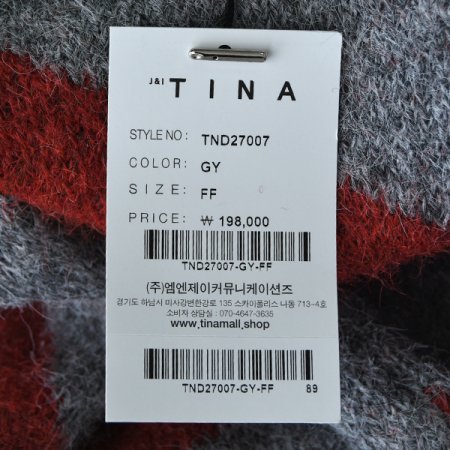 J&I TINA
STYLE NO : TND27007
COLOR: GY
SIZE: FF
PRICE: ₩ 198,000
TND27007-GY-FF
(주)엠엔제이커뮤니케이션즈
경기도 하남시 미사강변한강로 135 스카이폴리스 나동 713-4호
소비자 상담실 : 070-4647-3635
www.tinamall.shop
TND27007-GY-FF 89